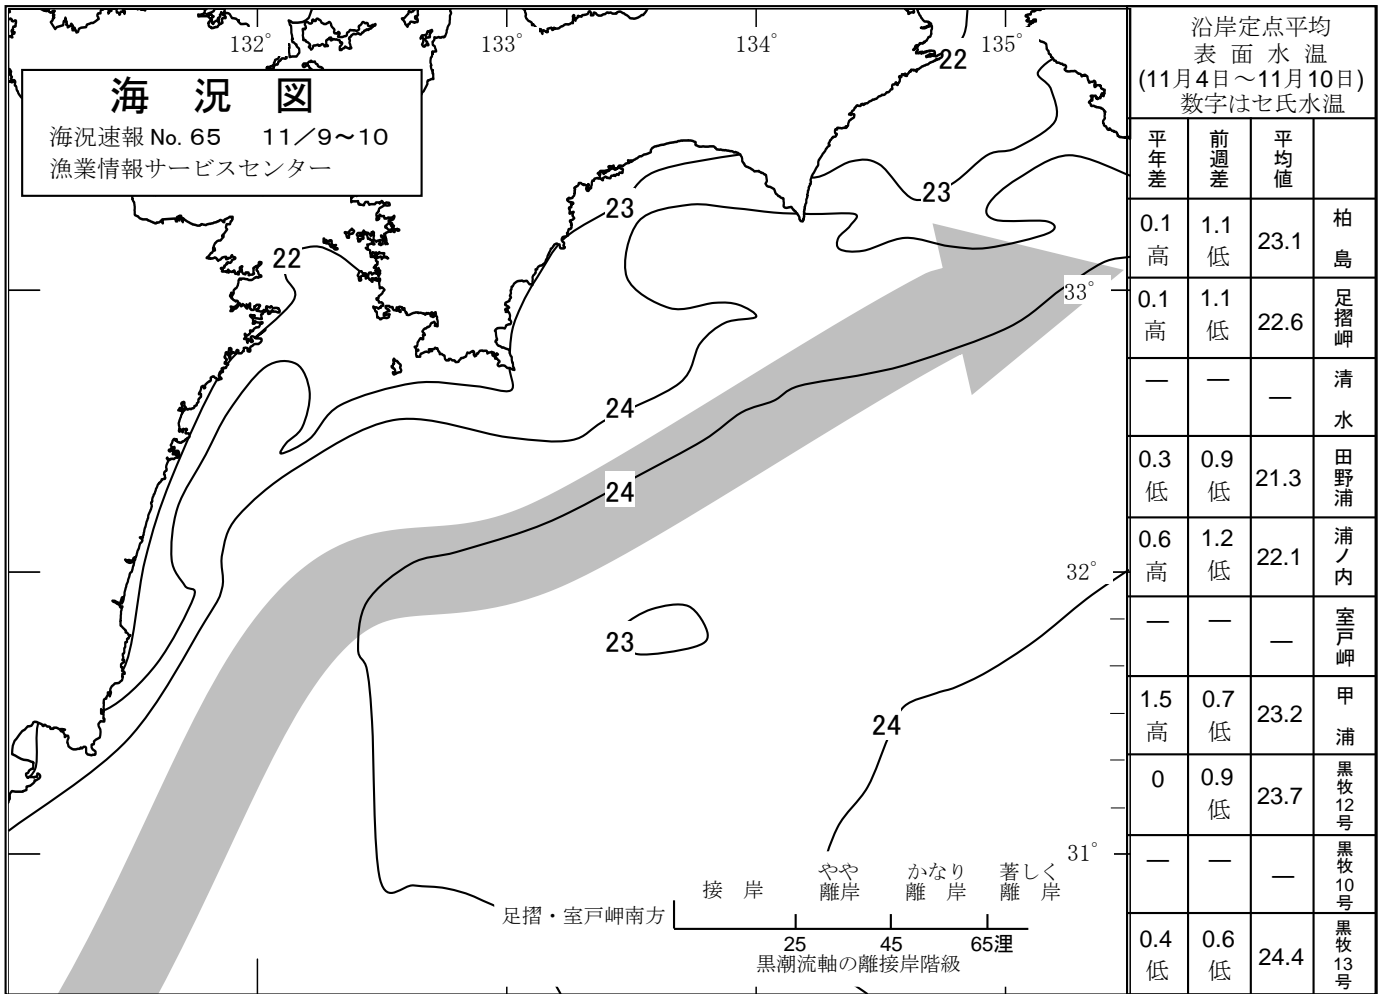 海況図
海況速報 No. 65 11／9～10
漁業情報サービスセンター
132°
133°
134°
135°
22
23
23
22
24
24
23
24
33°
32°
31°
足摺・室戸岬南方
接岸
やや離岸
かなり離岸
著しく離岸
25 45 65浬
黒潮流軸の離接岸階級
沿岸定点平均
表面水温
(11月4日～11月10日)
数字はセ氏水温
平年差 前週差 平均値
0.1高 1.1低 23.1 柏島
0.1高 1.1低 22.6 足摺岬
― ― ― 清水
0.3低 0.9低 21.3 田野浦
0.6高 1.2低 22.1 浦ノ内
― ― ― 室戸岬
1.5高 0.7低 23.2 甲浦
0 0.9低 23.7 黒牧12号
― ― ― 黒牧10号
0.4低 0.6低 24.4 黒牧13号